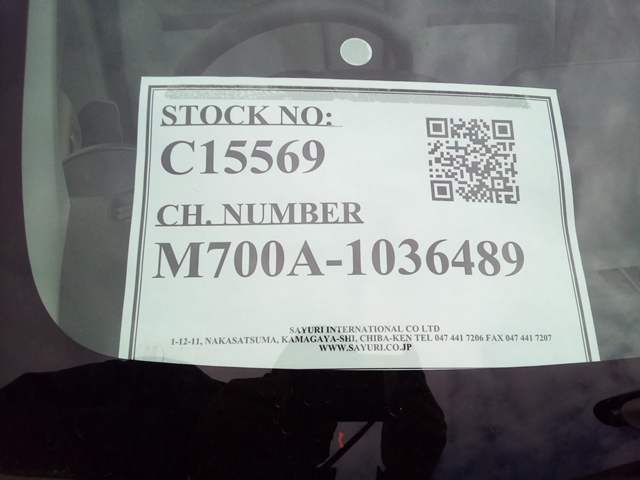 STOCK NO:
C15569
CH. NUMBER
M700A-1036489
SAYURI INTERNATIONAL CO LTD
1-12-11, NAKASATSUMA, KAMAGAYA-SHI, CHIBA-KEN TEL 047 441 7206 FAX 047 441 7207
WWW.SAYURI.CO.JP